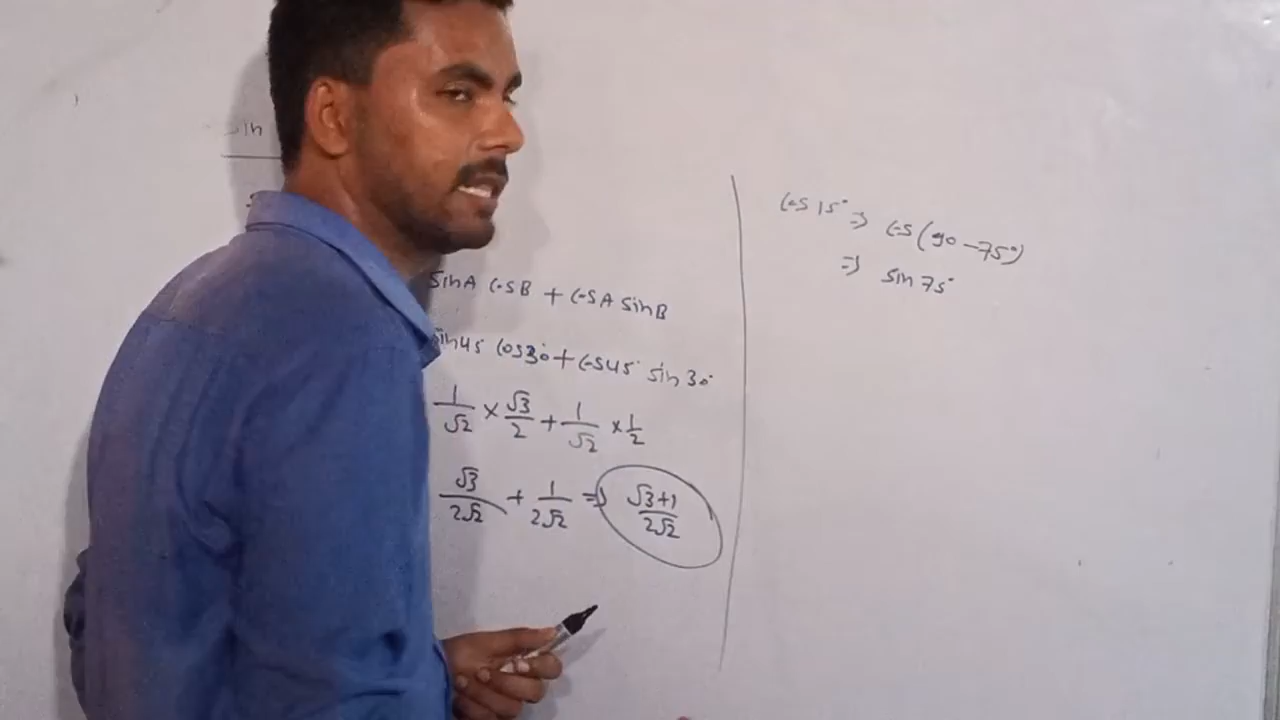 sin
sinA cosB + cosA sinB
sin45 cos30 + cos45° sin 30°
1/√2 × √3/2 + 1/√2 × 1/2
√3/2√2 + 1/2√2 ⇒ √3+1/2√2
cos 15° ⇒ cos(90 - 75°)
⇒ sin 75°